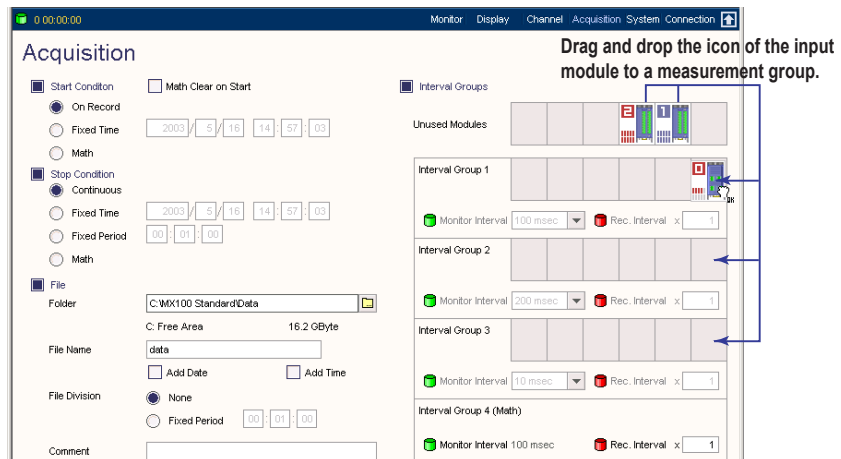 0 00:00:00
Monitor Display Channel Acquisition System Connection
Acquisition
Drag and drop the icon of the input
module to a measurement group.
Start Conditon
Math Clear on Start
On Record
Fixed Time 2003 / 5 / 16 14 : 57 : 03
Math
Stop Condition
Continuous
Fixed Time 2003 / 5 / 16 14 : 57 : 03
Fixed Period 00 : 01 : 00
Math
File
Folder C:\MX100 Standard\Data
C: Free Area 16.2 GByte
File Name data
Add Date Add Time
File Division None
Fixed Period 00 : 01 : 00
Comment
Interval Groups
Unused Modules 2 1
Interval Group 1 0
OK
Monitor Interval 100 msec Rec. Interval x 1
Interval Group 2
Monitor Interval 200 msec Rec. Interval x 1
Interval Group 3
Monitor Interval 10 msec Rec. Interval x 1
Interval Group 4 (Math)
Monitor Interval 100 msec Rec. Interval x 1